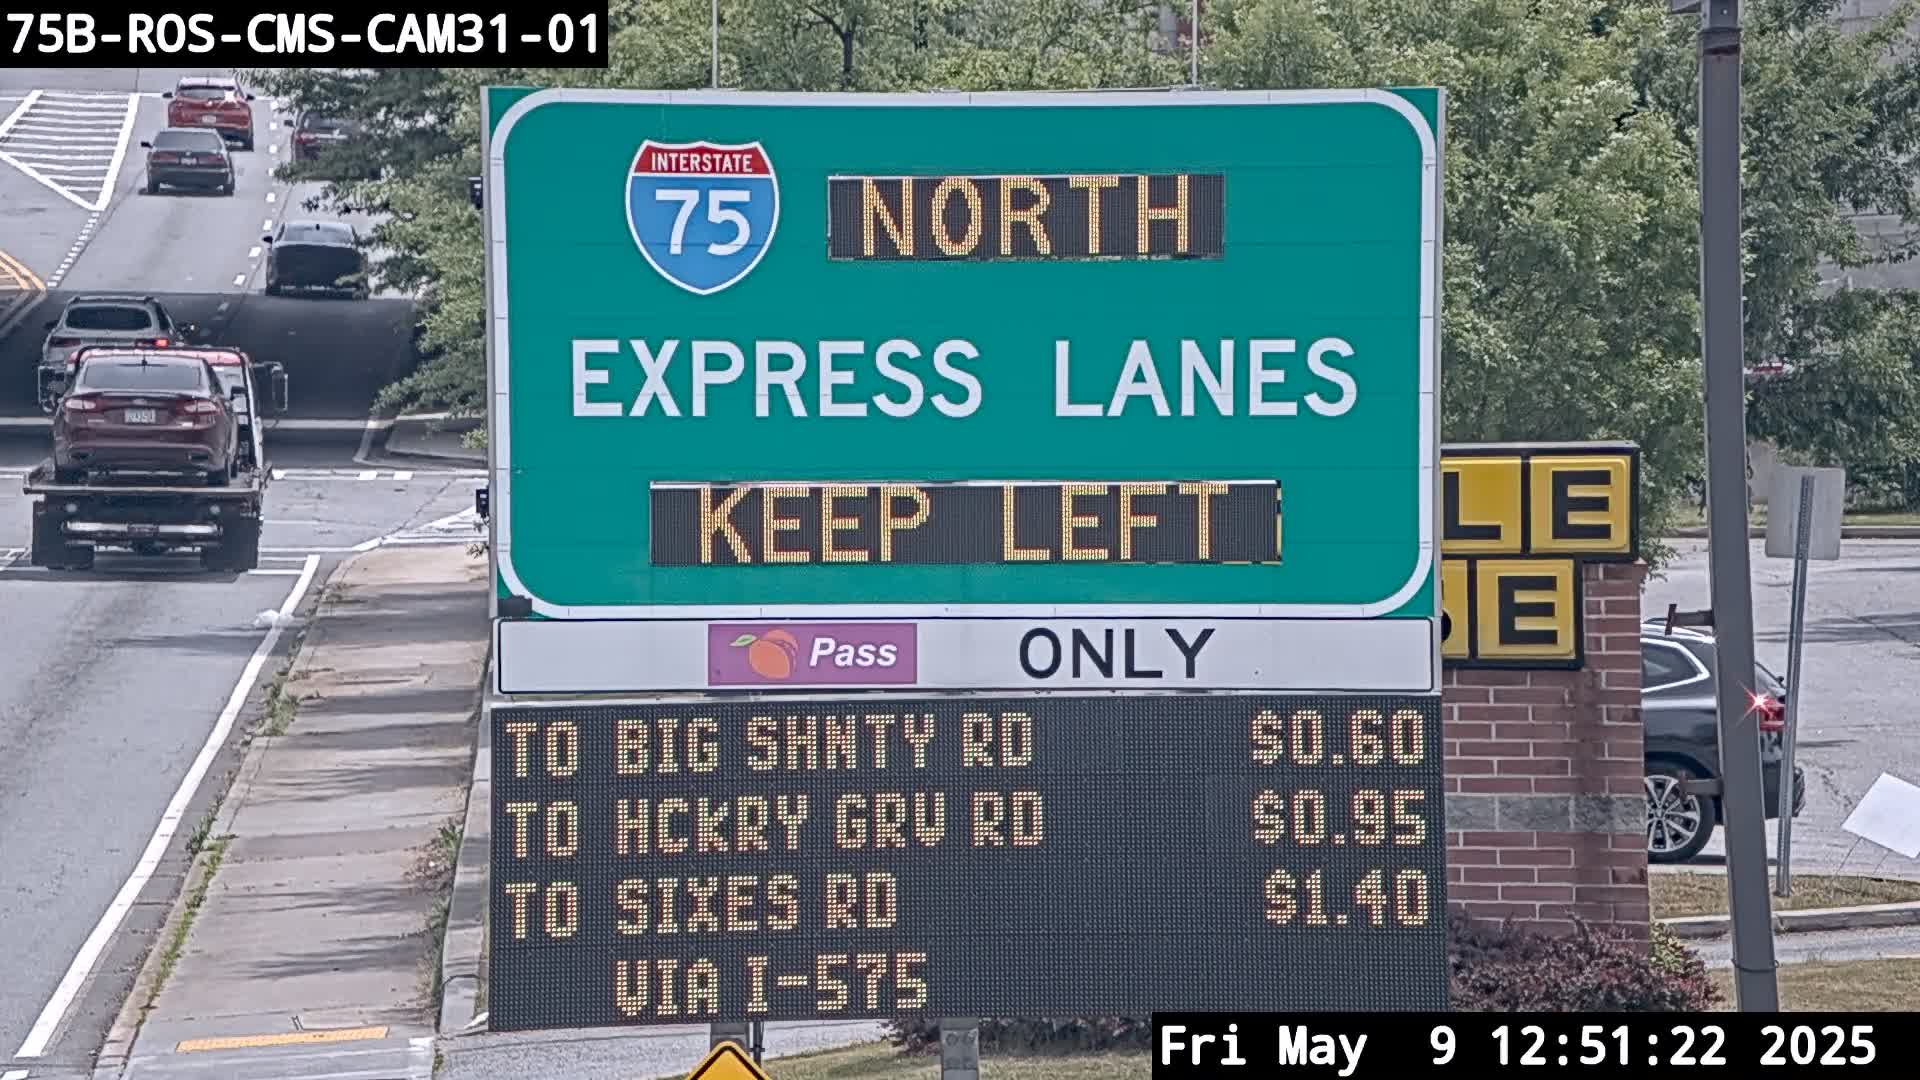 75B-ROS-CMS-CAM31-01
INTERSTATE
75
NORTH
EXPRESS LANES
KEEP LEFT
Pass ONLY
TO BIG SHNTY RD $0.60
TO HCKRY GRV RD $0.95
TO SIXES RD $1.40
VIA I-575
LE
E
Fri May 9 12:51:22 2025